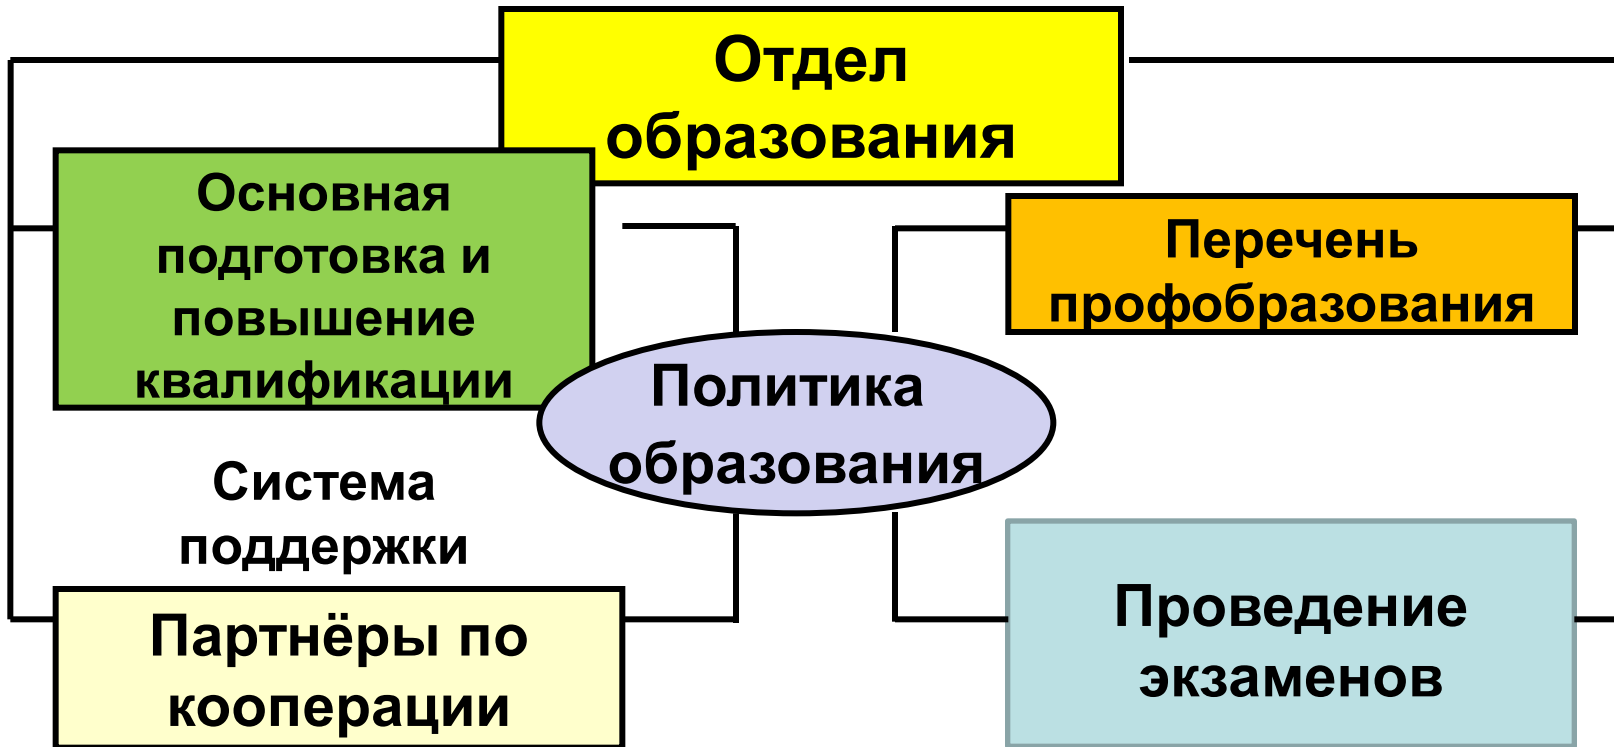 Отдел
образования
Основная
подготовка и
повышение
квалификации
Перечень
профобразования
Политика
образования
Система
поддержки
Партнёры по
кооперации
Проведение
экзаменов